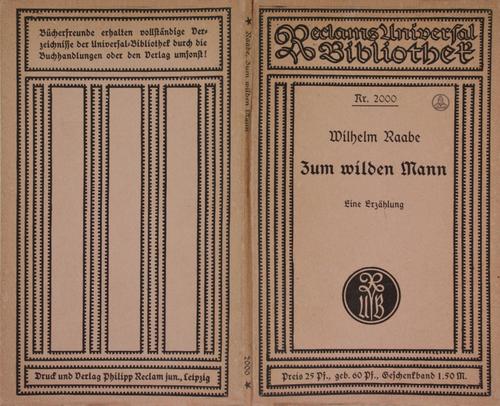 Bücherfreunde erhalten vollständige Ver-
zeichnisse der Universal-Bibliothek durch die
Buchhandlungen oder den Verlag umsonst!
Druck und Verlag Philipp Reclam jun., Leipzig
* Raabe, Zum wilden Mann
2000 *
Reclams Universal
Bibliothek
Nr. 2000
Wilhelm Raabe
Zum wilden Mann
Eine Erzählung
R
UB
Preis 25 Pf., geb. 60 Pf., Geschenkband 1.50 M.